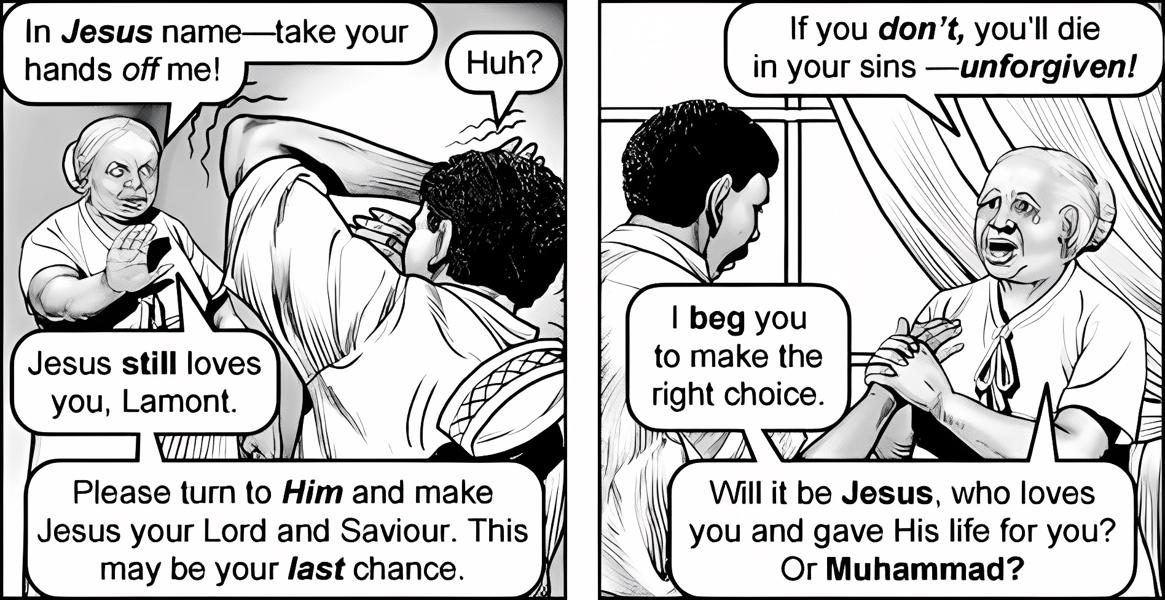 In Jesus name—take your
hands off me!
Huh?
Jesus still loves
you, Lamont.
Please turn to Him and make
Jesus your Lord and Saviour. This
may be your last chance.
If you don't, you'll die
in your sins —unforgiven!
I beg you
to make the
right choice.
Will it be Jesus, who loves
you and gave His life for you?
Or Muhammad?